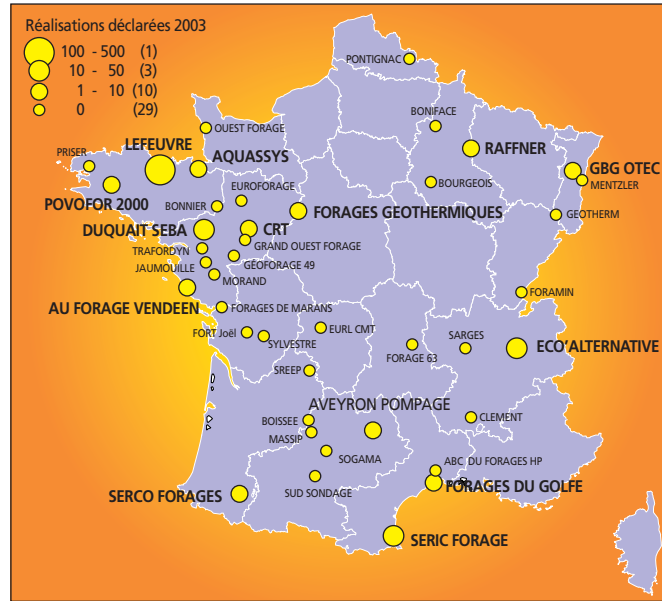 Réalisations déclarées 2003
100 - 500 (1)
10 - 50 (3)
1 - 10 (10)
0 (29)
PONTIGNAC
OUEST FORAGE
BONIFACE
LEFEUVRE
RAFFNER
PRISER
AQUASSYS
GBG OTEC
MENTZLER
POVOFOR 2000
EUROFORAGE
BOURGEOIS
BONNIER
FORAGES GEOTHERMIQUES
GEOTHERM
DUQUAIT SEBA
CRT
GRAND OUEST FORAGE
TRAFORDYN
GÉOFORAGE 49
JAUMOUILLE
MORAND
FORAMIN
AU FORAGE VENDEEN
FORAGES DE MARANS
EURL CMT
FORT Joël
SYLVESTRE
SARGES
FORAGE 63
ECO'ALTERNATIVE
SREEP
AVEYRON POMPAGE
BOISSEE
CLEMENT
MASSIP
SOGAMA
ABC DU FORAGES HP
SERCO FORAGES
SUD SONDAGE
FORAGES DU GOLFE
SERIC FORAGE